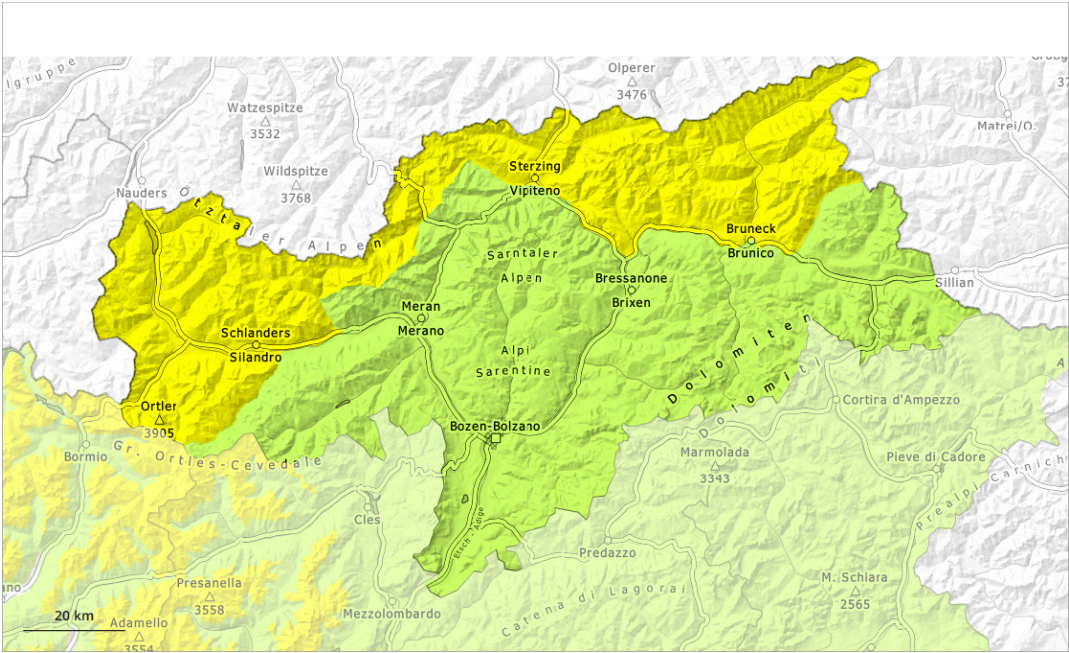 lgruppe
Olperer
3476
Watzespitze
3532
Matrei/O.
Wildspitze
3768
Nauders
Sterzing
Vipiteno
Ötztaler Alpen
Bruneck
Brunico
Sarntaler
Alpen
Bressanone
Brixen
Sillian
Meran
Merano
Schlanders
Silandro
Alpi
Sarentine
Dolomiten
Dolomiti
Ortler
3905
Cortina d'Ampezzo
Bozen-Bolzano
Bormio
Gr. Ortles-Cevedale
Marmolada
3343
Pieve di Cadore
Prealpi Carnich
Cles
Etsch - Adige
Predazzo
Presanella
3558
M. Schiara
2565
Mezzolombardo
Catena di Lagorai
20 km
Adamello
3554